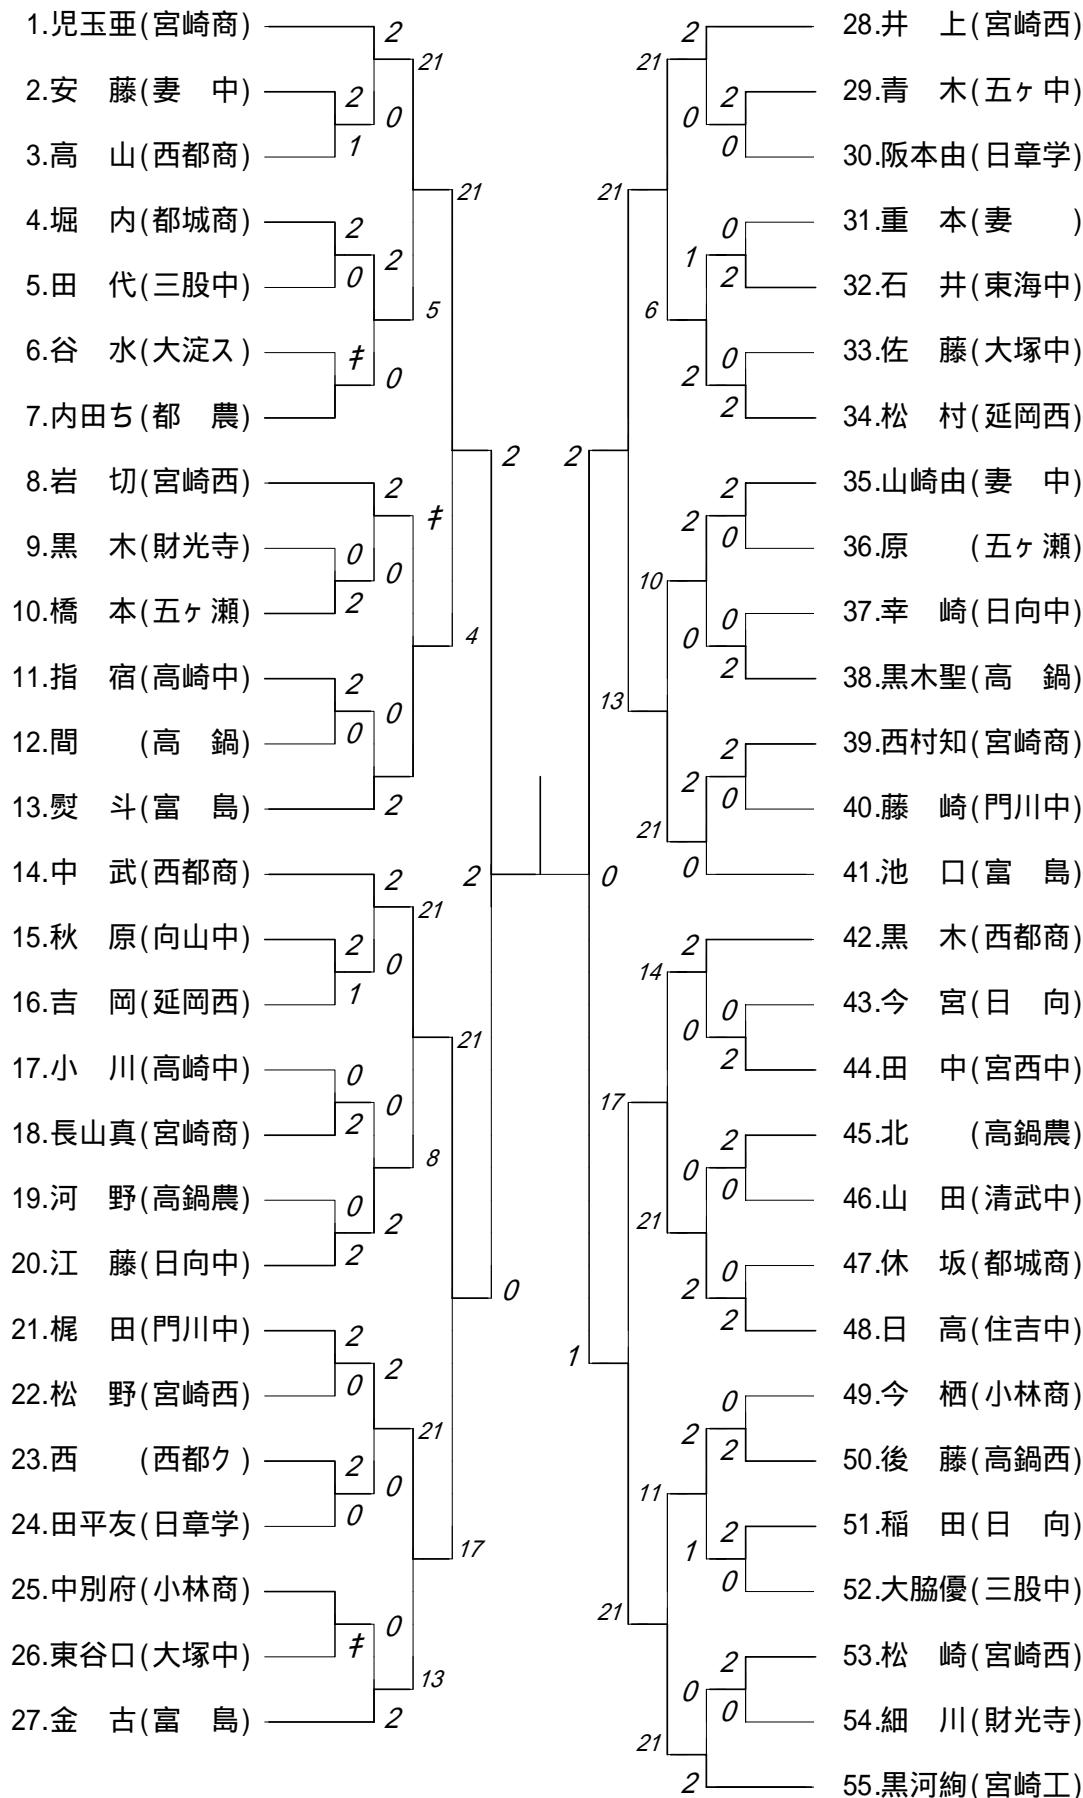 1.児玉亜(宮崎商)
2.安　藤(妻　中)
3.高　山(西都商)
4.堀　内(都城商)
5.田　代(三股中)
6.谷　水(大淀ス)
7.内田ち(都　農)
8.岩　切(宮崎西)
9.黒　木(財光寺)
10.橋　本(五ヶ瀬)
11.指　宿(高崎中)
12.間　　(高　鍋)
13.熨　斗(富　島)
14.中　武(西都商)
15.秋　原(向山中)
16.吉　岡(延岡西)
17.小　川(高崎中)
18.長山真(宮崎商)
19.河　野(高鍋農)
20.江　藤(日向中)
21.梶　田(門川中)
22.松　野(宮崎西)
23.西　　(西都ク)
24.田平友(日章学)
25.中別府(小林商)
26.東谷口(大塚中)
27.金　古(富　島)
2
2
1
0
21
2
0
2
キ
0
5
21
2
0
2
0
2
0
0
2
4
キ
2
2
2
1
0
21
0
2
0
0
2
2
8
21
2
0
2
2
0
0
21
キ
0
2
13
17
0
2
28.井　上(宮崎西)
29.青　木(五ヶ中)
30.阪本由(日章学)
31.重　本(妻　　)
32.石　井(東海中)
33.佐　藤(大塚中)
34.松　村(延岡西)
35.山崎由(妻　中)
36.原　　(五ヶ瀬)
37.幸　崎(日向中)
38.黒木聖(高　鍋)
39.西村知(宮崎商)
40.藤　崎(門川中)
41.池　口(富　島)
42.黒　木(西都商)
43.今　宮(日　向)
44.田　中(宮西中)
45.北　　(高鍋農)
46.山　田(清武中)
47.休　坂(都城商)
48.日　高(住吉中)
49.今　栖(小林商)
50.後　藤(高鍋西)
51.稲　田(日　向)
52.大脇優(三股中)
53.松　崎(宮崎西)
54.細　川(財光寺)
55.黒河絢(宮崎工)
2
21
2
0
0
21
0
1
2
6
0
2
2
2
2
2
0
10
0
0
2
13
2
2
0
21
0
0
2
14
0
0
2
17
2
0
0
21
0
2
2
1
0
2
2
11
2
1
0
21
2
0
0
21
2